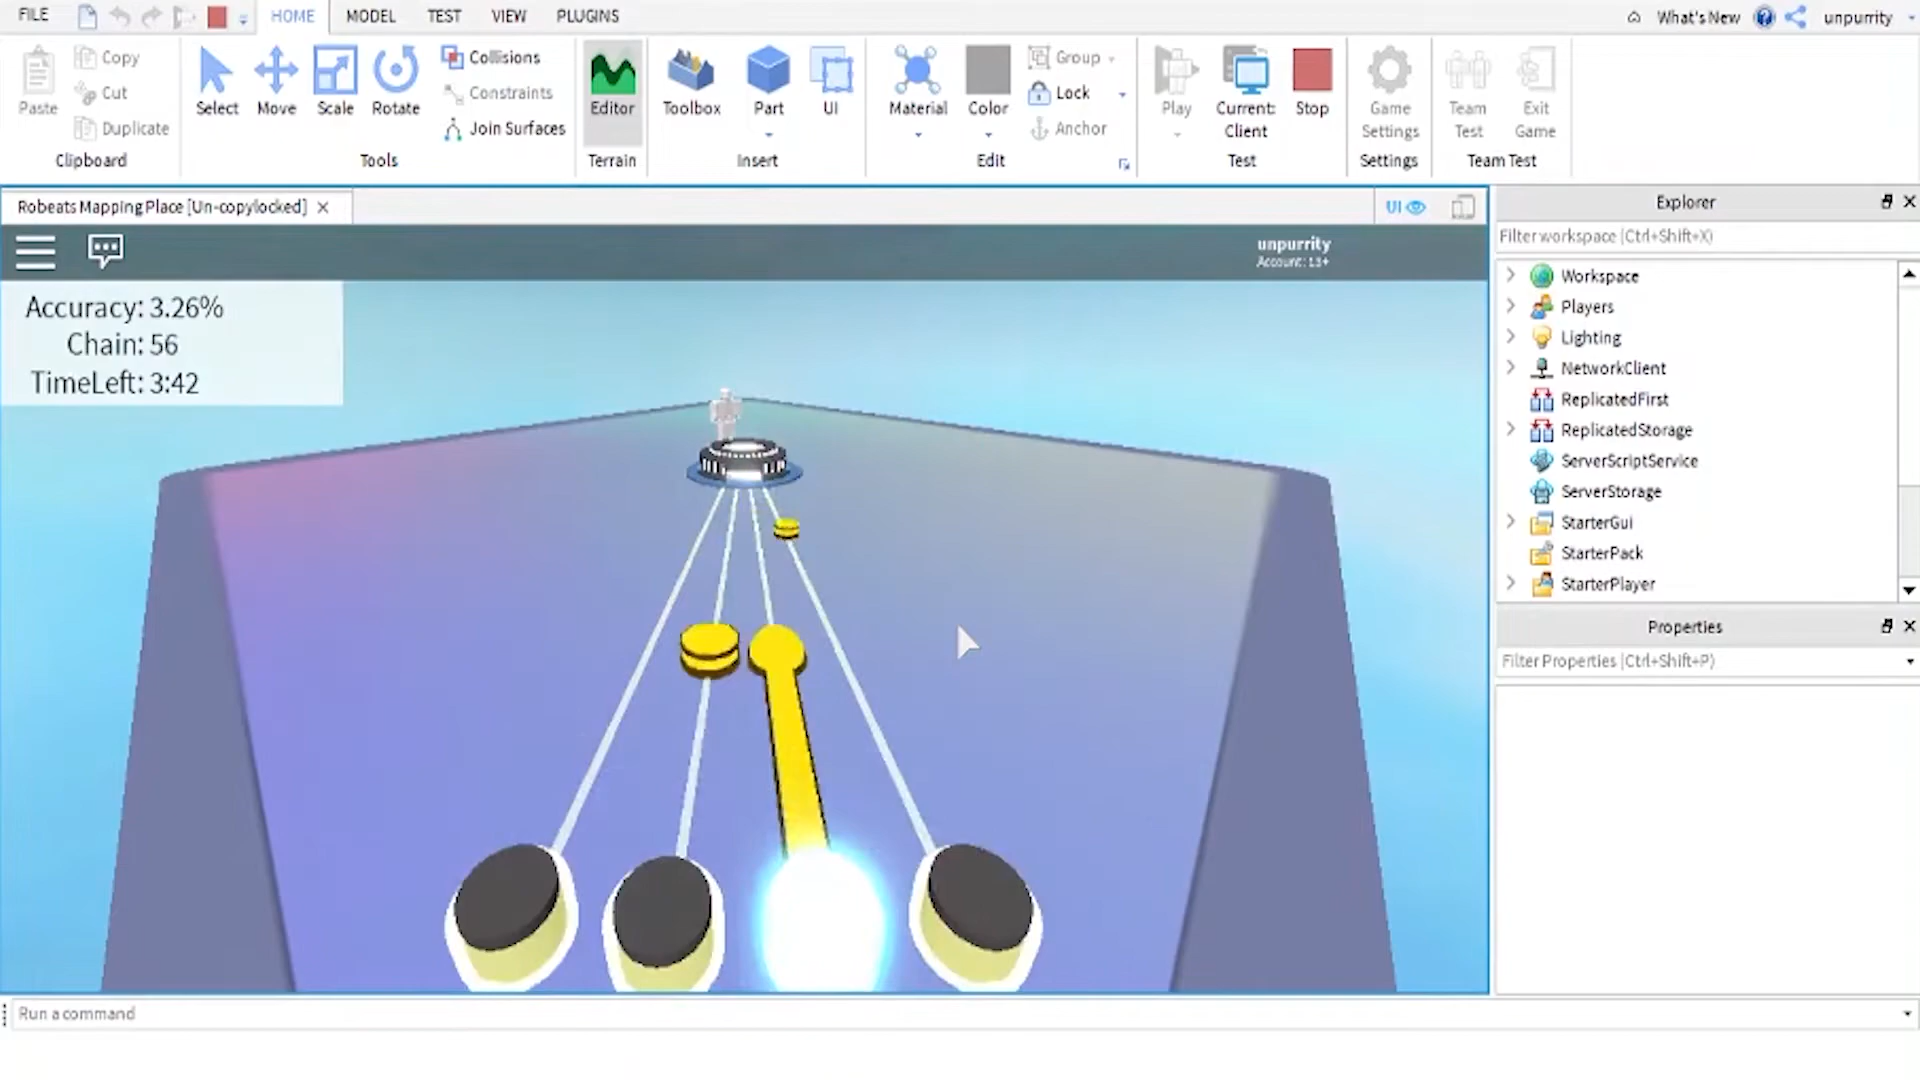 FILE HOME MODEL TEST VIEW PLUGINS What's New unpurrity
Paste Copy Cut Duplicate Clipboard
Select Move Scale Rotate Collisions Constraints Join Surfaces Tools
Editor Terrain
Toolbox Part UI Insert
Material Color Group Lock Anchor Edit
Play Current: Client Stop Test
Game Settings Settings
Team Test Exit Game Team Test
Robeats Mapping Place [Un-copylocked] UI
unpurrity
Account: 13+
Accuracy: 3.26%
Chain: 56
TimeLeft: 3:42
Explorer
Filter workspace (Ctrl+Shift+X)
Workspace
Players
Lighting
NetworkClient
ReplicatedFirst
ReplicatedStorage
ServerScriptService
ServerStorage
StarterGui
StarterPack
StarterPlayer
Properties
Filter Properties (Ctrl+Shift+P)
Run a command